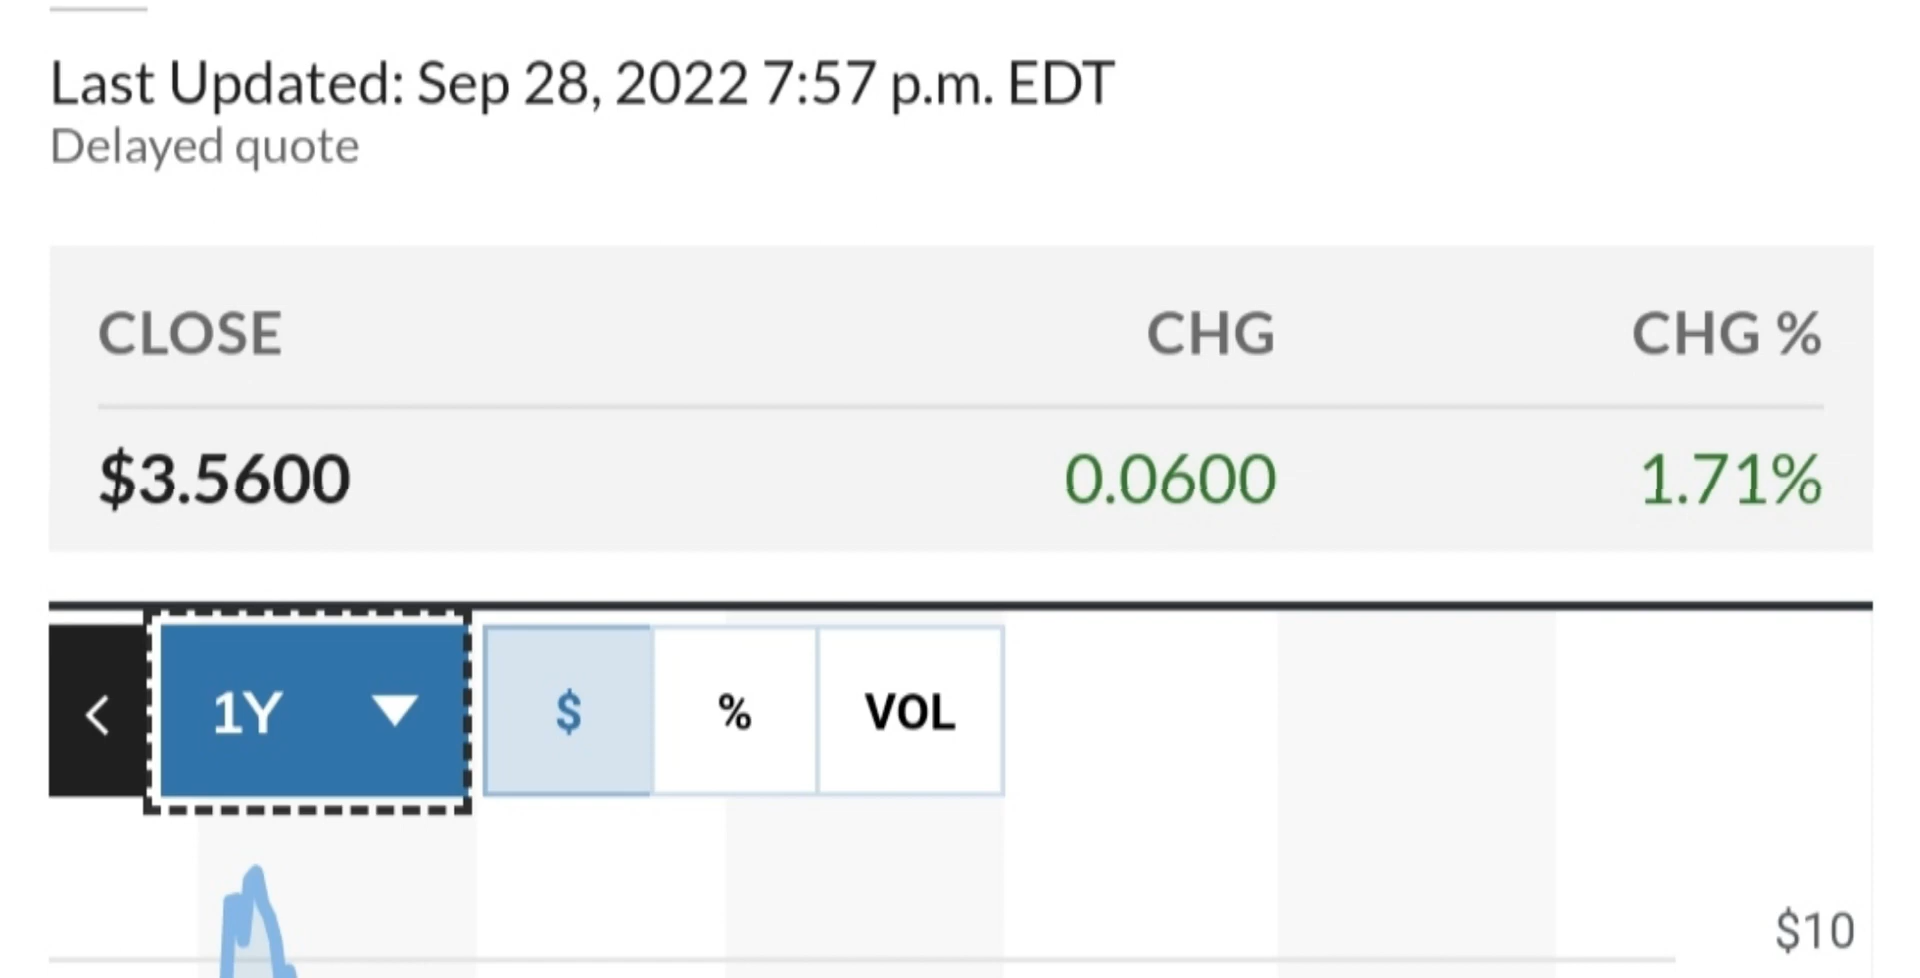 Last Updated: Sep 28, 2022 7:57 p.m. EDT
Delayed quote
CLOSE CHG CHG %
$3.5600 0.0600 1.71%
1Y $ % VOL
$10